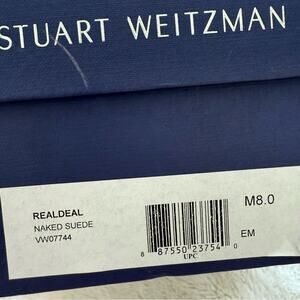 STUART WEITZMAN
REALDEAL
NAKED SUEDE
VW07744
M8.0
EM
8 87550 23754 0
UPC